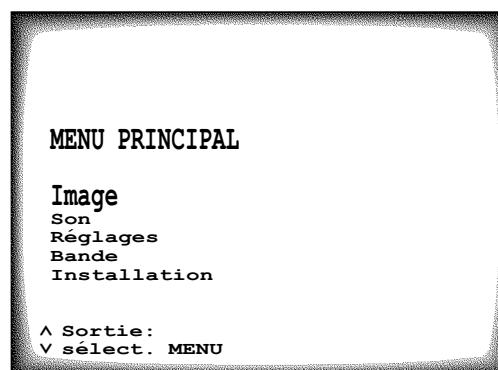 MENU PRINCIPAL
Image
Son
Réglages
Bande
Installation
∧ Sortie:
∨ sélect. MENU